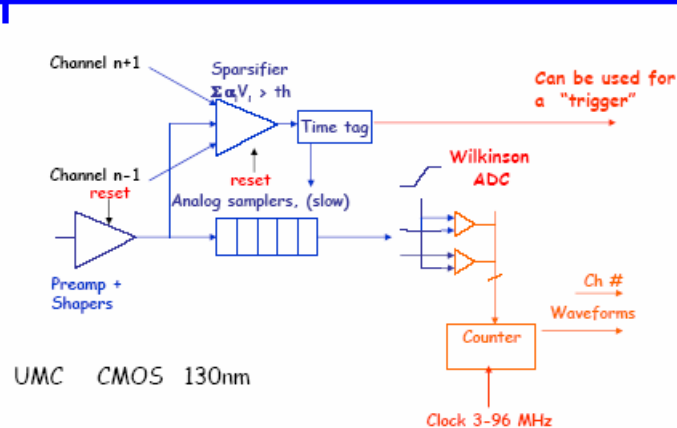 Channel n+1
Sparsifier
Σ αᵢVᵢ > th
Can be used for
a "trigger"
Time tag
Channel n-1
reset
reset
Wilkinson
ADC
Analog samplers, (slow)
Preamp +
Shapers
Ch #
Waveforms
Counter
UMC CMOS 130nm
Clock 3-96 MHz